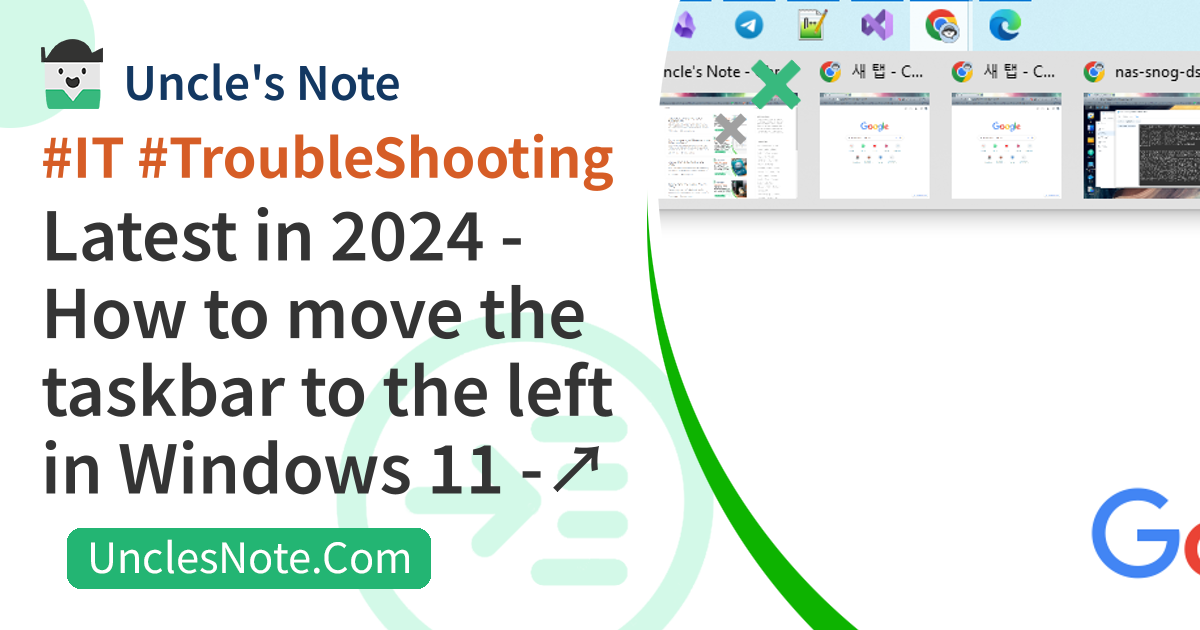 Uncle's Note
#IT #TroubleShooting
Latest in 2024 -
How to move the
taskbar to the left
in Windows 11 - ↗
UnclesNote.Com
ncle's Note -
새 탭 - C...
새 탭 - C...
nas-snog-ds
Google
Google
Go